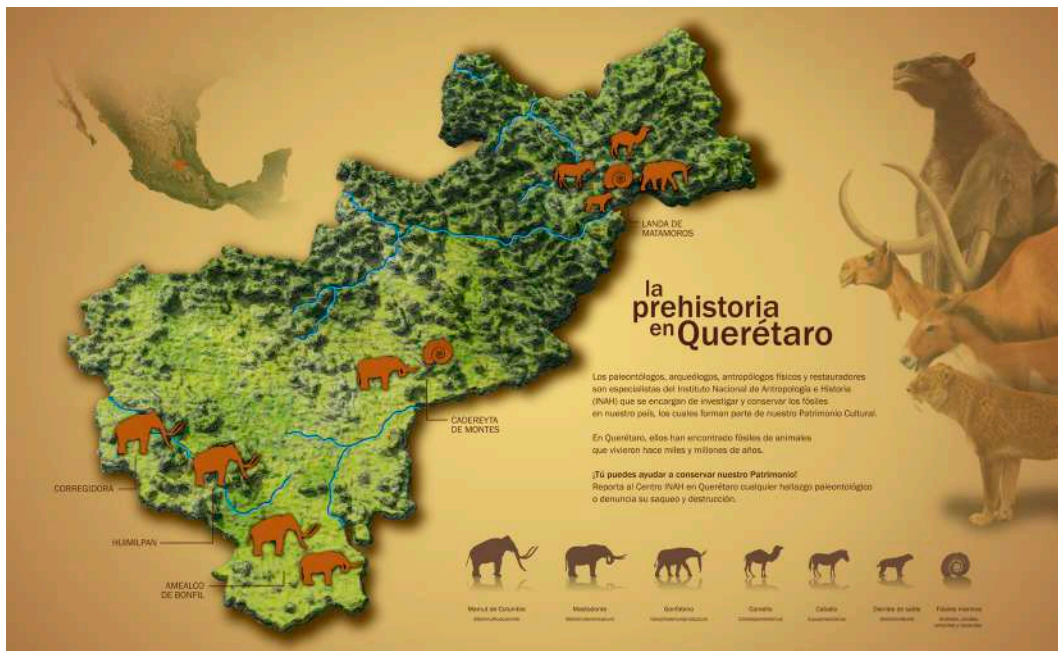 LANDA DE
MATAMOROS
la
prehistoria
en Querétaro
Los paleontólogos, arqueólogos, antropólogos físicos y restauradores
son especialistas del Instituto Nacional de Antropología e Historia
(INAH) que se encargan de investigar y conservar los fósiles
en nuestro país, los cuales forman parte de nuestro Patrimonio Cultural.
En Querétaro, ellos han encontrado fósiles de animales
que vivieron hace miles y millones de años.
¡Tú puedes ayudar a conservar nuestro Patrimonio!
Reporta al Centro INAH en Querétaro cualquier hallazgo paleontológico
o denuncia su saqueo y destrucción.
CADEREYTA
DE MONTES
CORREGIDORA
HUIMILPAN
AMEALCO
DE BONFIL
Mamut de Columbia
Mastodonte
Gonfoterio
Camello
Caballo
Fósiles marinos